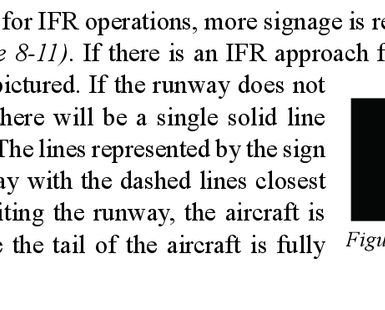 for IFR operations, more signage is re
e 8-11). If there is an IFR approach f
pictured. If the runway does not
here will be a single solid line
The lines represented by the sign
ay with the dashed lines closest
iting the runway, the aircraft is
e the tail of the aircraft is fully
Figu